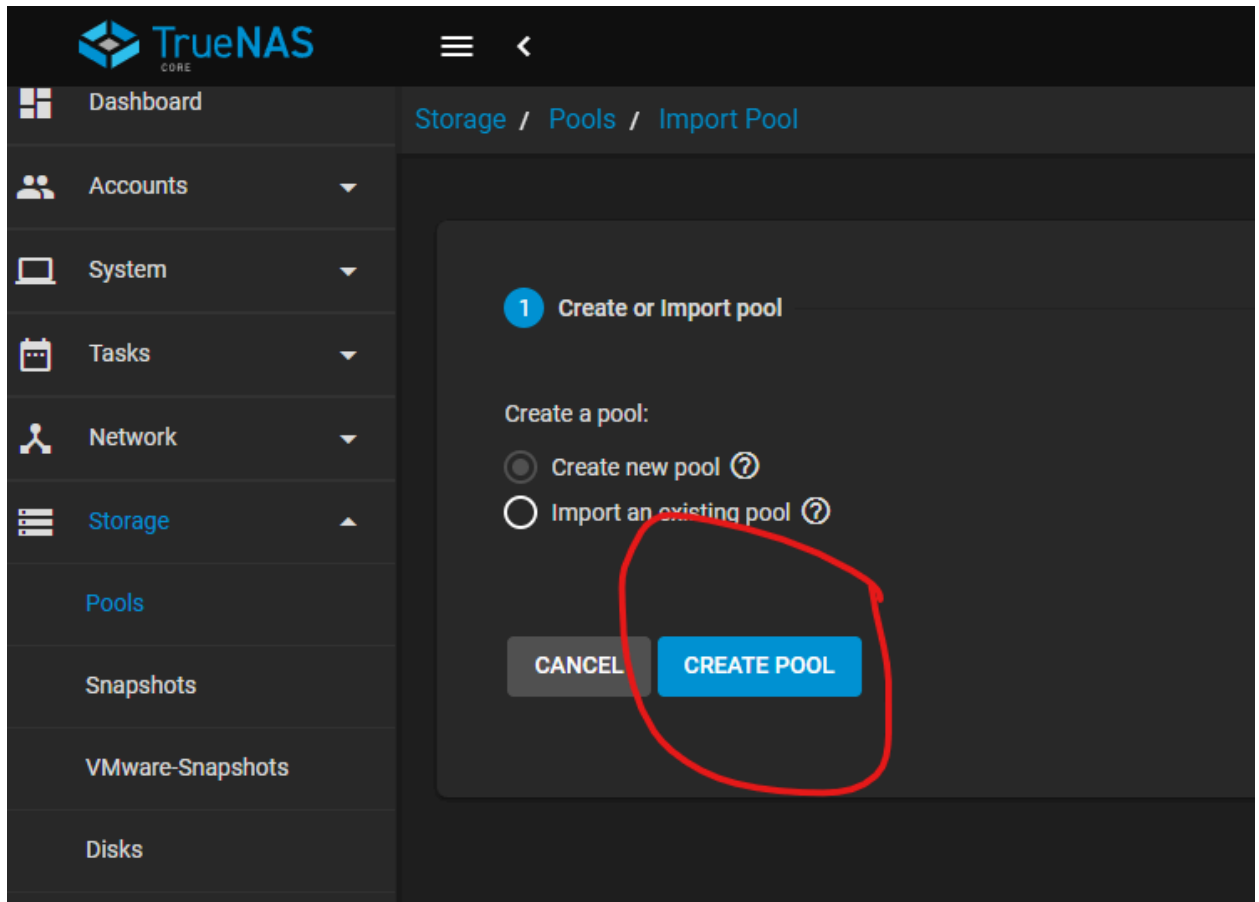 TrueNAS
CORE
Dashboard
Storage / Pools / Import Pool
Accounts
System
1 Create or Import pool
Tasks
Create a pool:
Network
Create new pool ?
Import an existing pool ?
Storage
Pools
CANCEL CREATE POOL
Snapshots
VMware-Snapshots
Disks